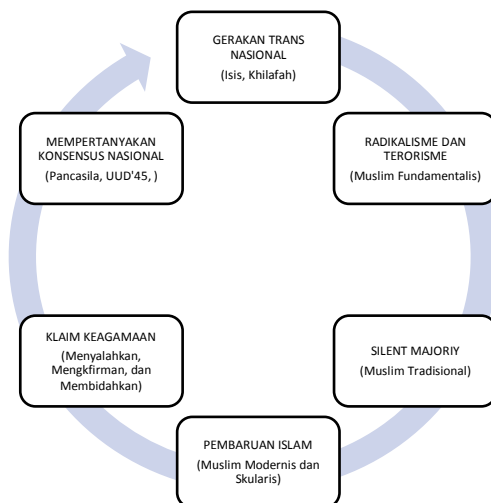 GERAKAN TRANS
NASIONAL
(Isis, Khilafah)
RADIKALISME DAN
TERORISME
(Muslim Fundamentalis)
SILENT MAJORIY
(Muslim Tradisional)
PEMBARUAN ISLAM
(Muslim Modernis dan
Skularis)
KLAIM KEAGAMAAN
(Menyalahkan,
Mengkfirman, dan
Membidahkan)
MEMPERTANYAKAN
KONSENSUS NASIONAL
(Pancasila, UUD'45, )